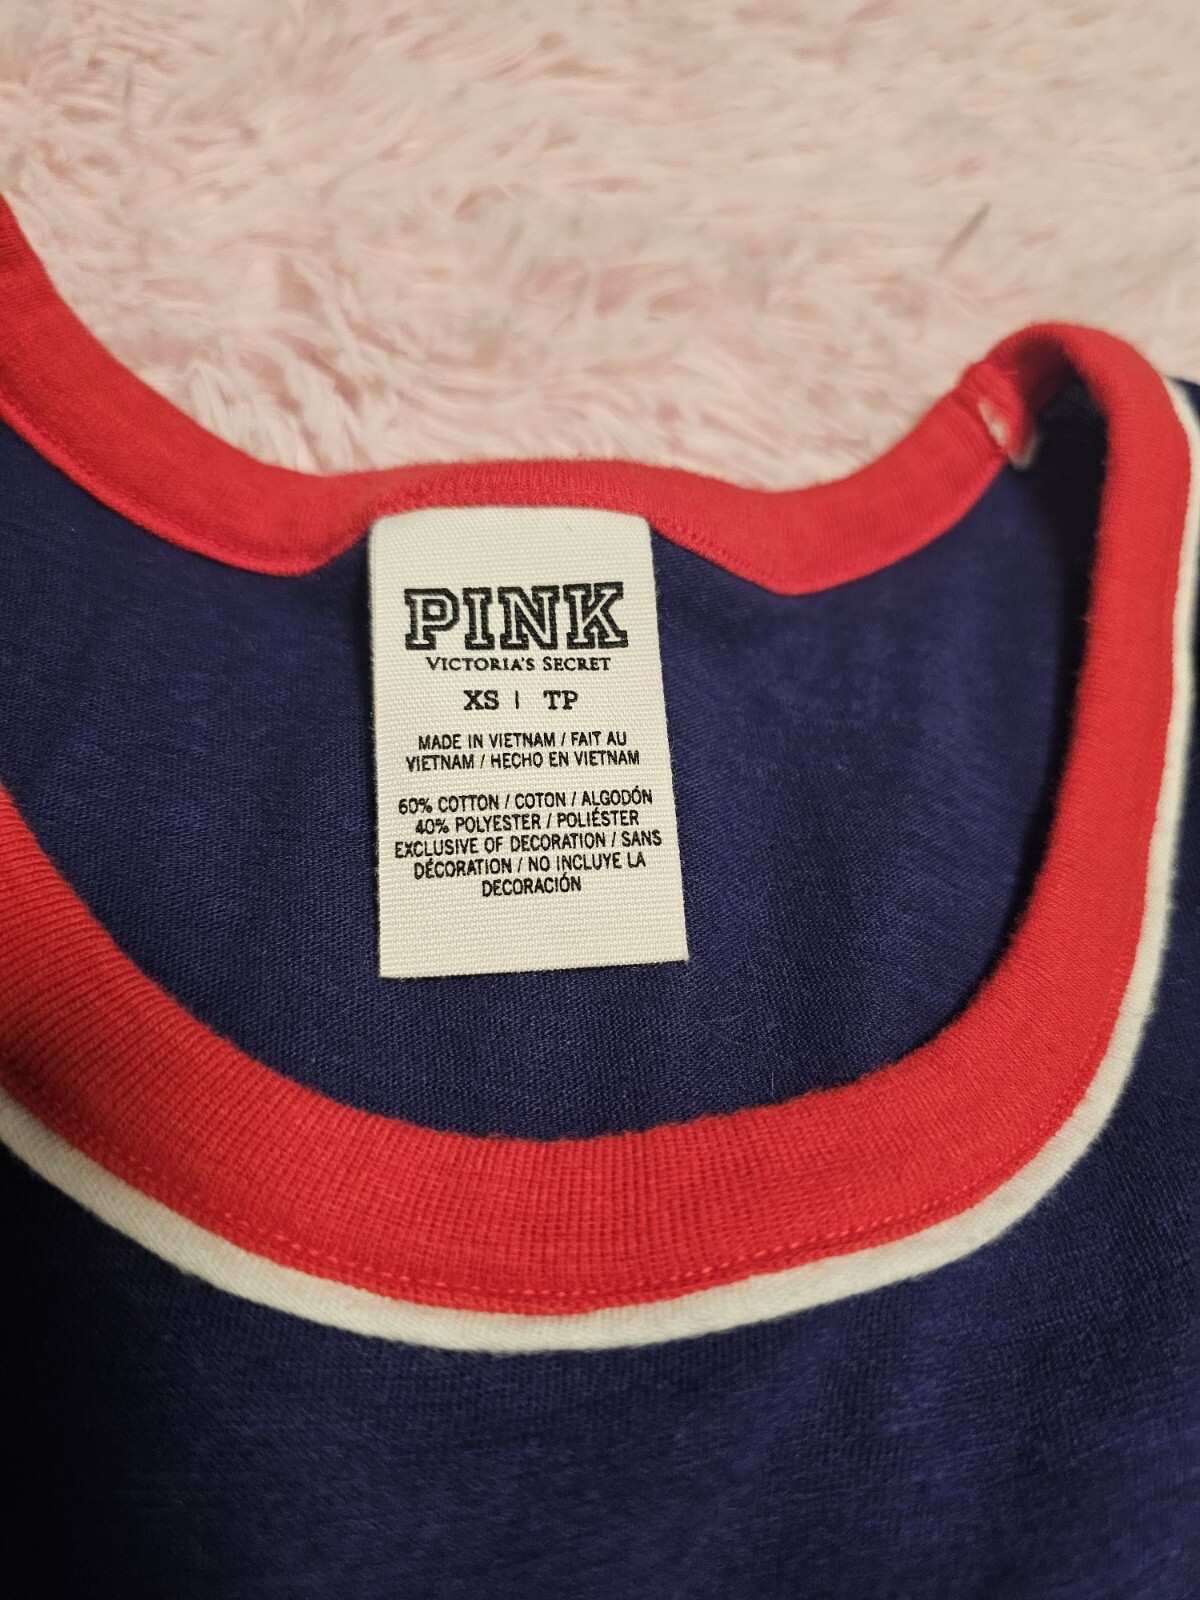 PINK
VICTORIA'S SECRET
XS | TP
MADE IN VIETNAM / FAIT AU
VIETNAM / HECHO EN VIETNAM
60% COTTON / COTON / ALGODÓN
40% POLYESTER / POLIÉSTER
EXCLUSIVE OF DECORATION / SANS
DÉCORATION / NO INCLUYE LA
DECORACIÓN